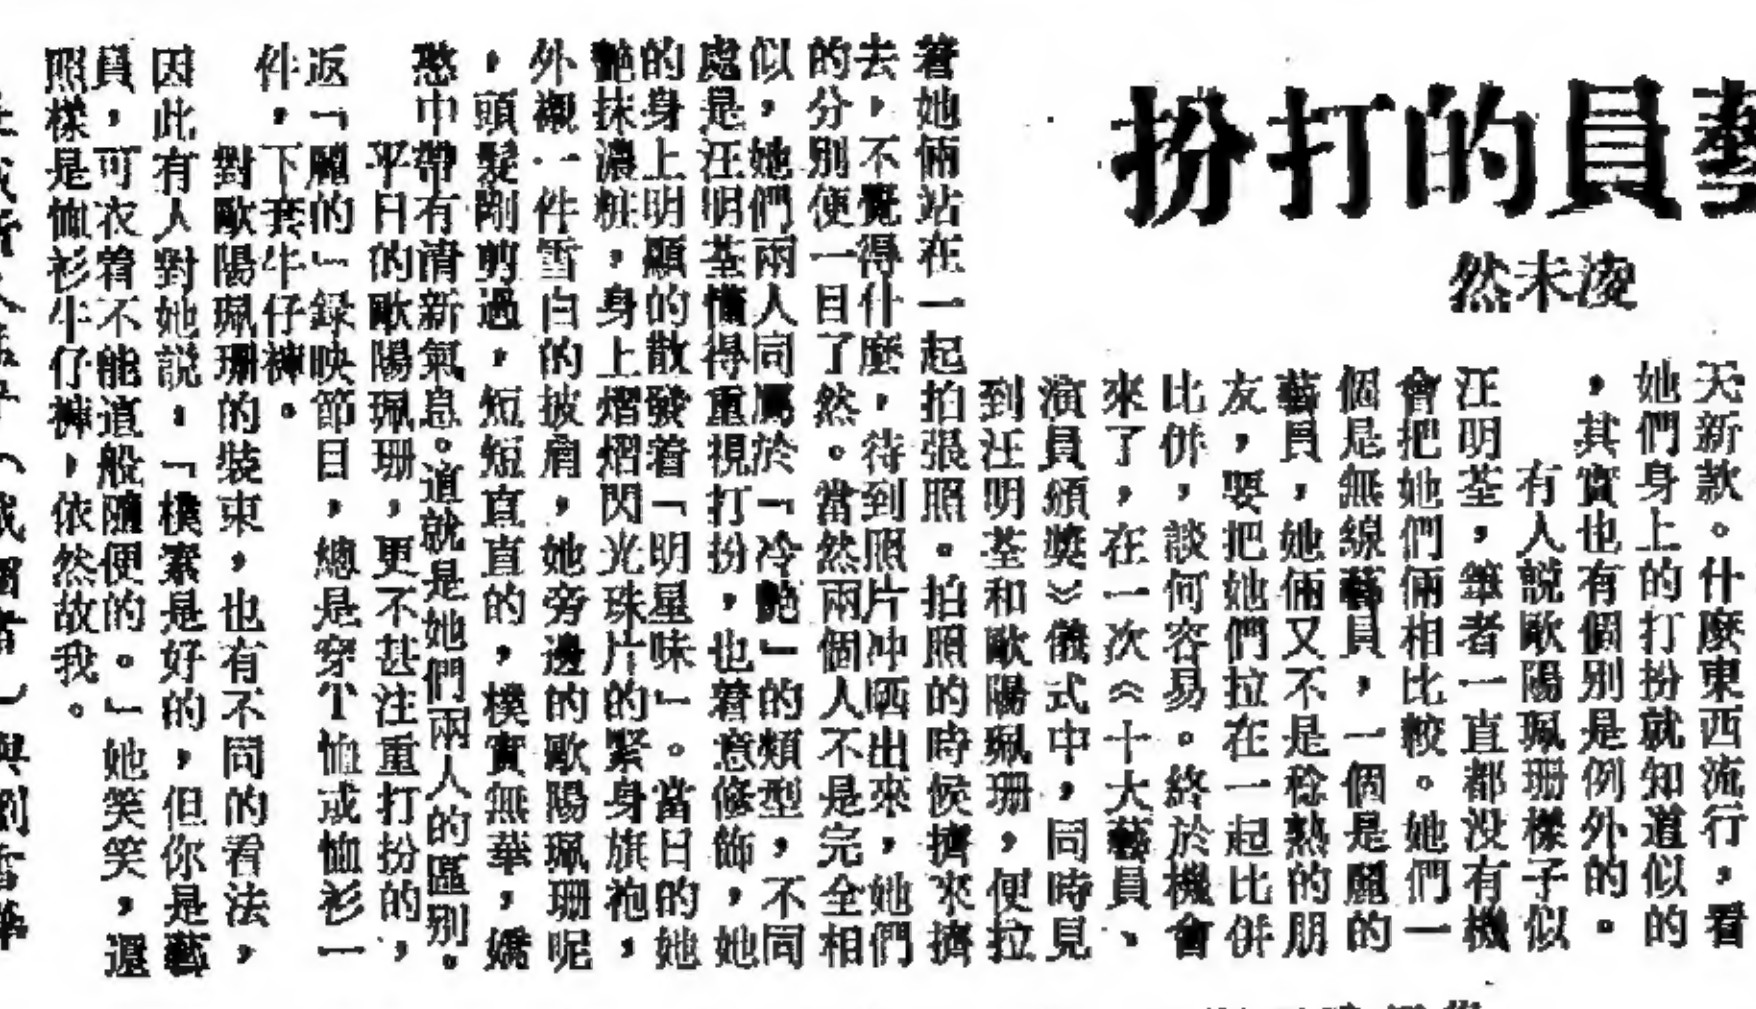 藝員的打扮
凌未然
天新款。什麼東西流行,看
她們身上的打扮就知道似的
,其實也有個別是例外的。
有人說歐陽珮珊樣子似
汪明荃,筆者一直都没有機
會把她們倆相比較。她們一
個是無線藝員,一個是麗的
藝員,她倆又不是稔熟的朋
友,要把她們拉在一起比併
比併,談何容易。終於機會
來了,在一次《十大藝員、
演員頒獎》儀式中,同時見
到汪明荃和歐陽珮珊,便拉
着她倆站在一起拍張照。拍照的時候擠來擠
去,不覺得什麼,待到照片冲晒出來,她們
的分別便一目了然。當然兩個人不是完全相
似,她們兩人同屬於「冷艷」的類型,不同
處是汪明荃懂得重視打扮,也着意修飾,她
的身上明顯的散發着「明星味」。當日的她
艷抹濃粧,身上熠熠閃光珠片的緊身旗袍,
外襯一件雪白的披肩,她旁邊的歐陽珮珊呢
,頭髮剛剪過,短短直直的,樸實無華,嬌
憨中帶有清新氣息。這就是她們兩人的區別。
平日的歐陽珮珊,更不甚注重打扮的,
返「麗的」録映節目,總是穿T恤或恤衫一
件,下套牛仔褲。
對歐陽珮珊的裝束,也有不同的看法,
因此有人對她說:「樸素是好的,但你是藝
員,可衣着不能這般隨便的。」她笑笑,還
照樣是恤衫牛仔褲,依然故我。